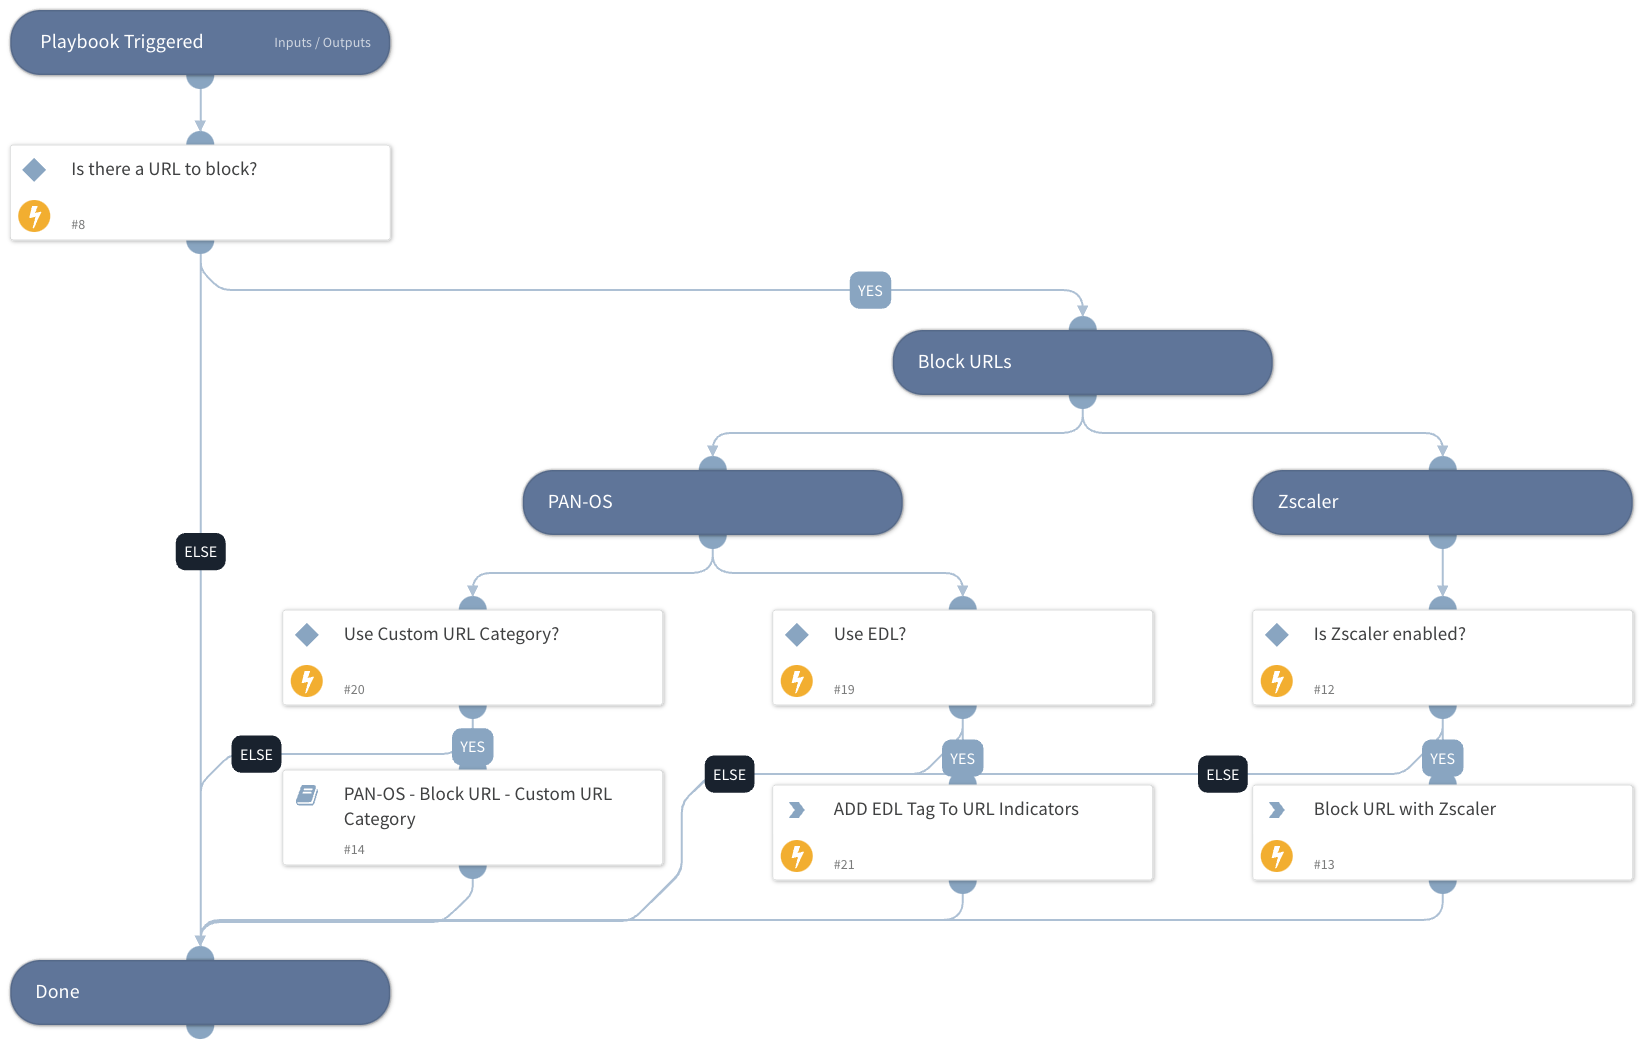 Playbook Triggered
Inputs / Outputs
Is there a URL to block?
#8
YES
Block URLs
PAN-OS
Zscaler
ELSE
Use Custom URL Category?
#20
Use EDL?
#19
Is Zscaler enabled?
#12
ELSE
YES
ELSE
YES
ELSE
YES
PAN-OS - Block URL - Custom URL
Category
#14
ADD EDL Tag To URL Indicators
#21
Block URL with Zscaler
#13
Done